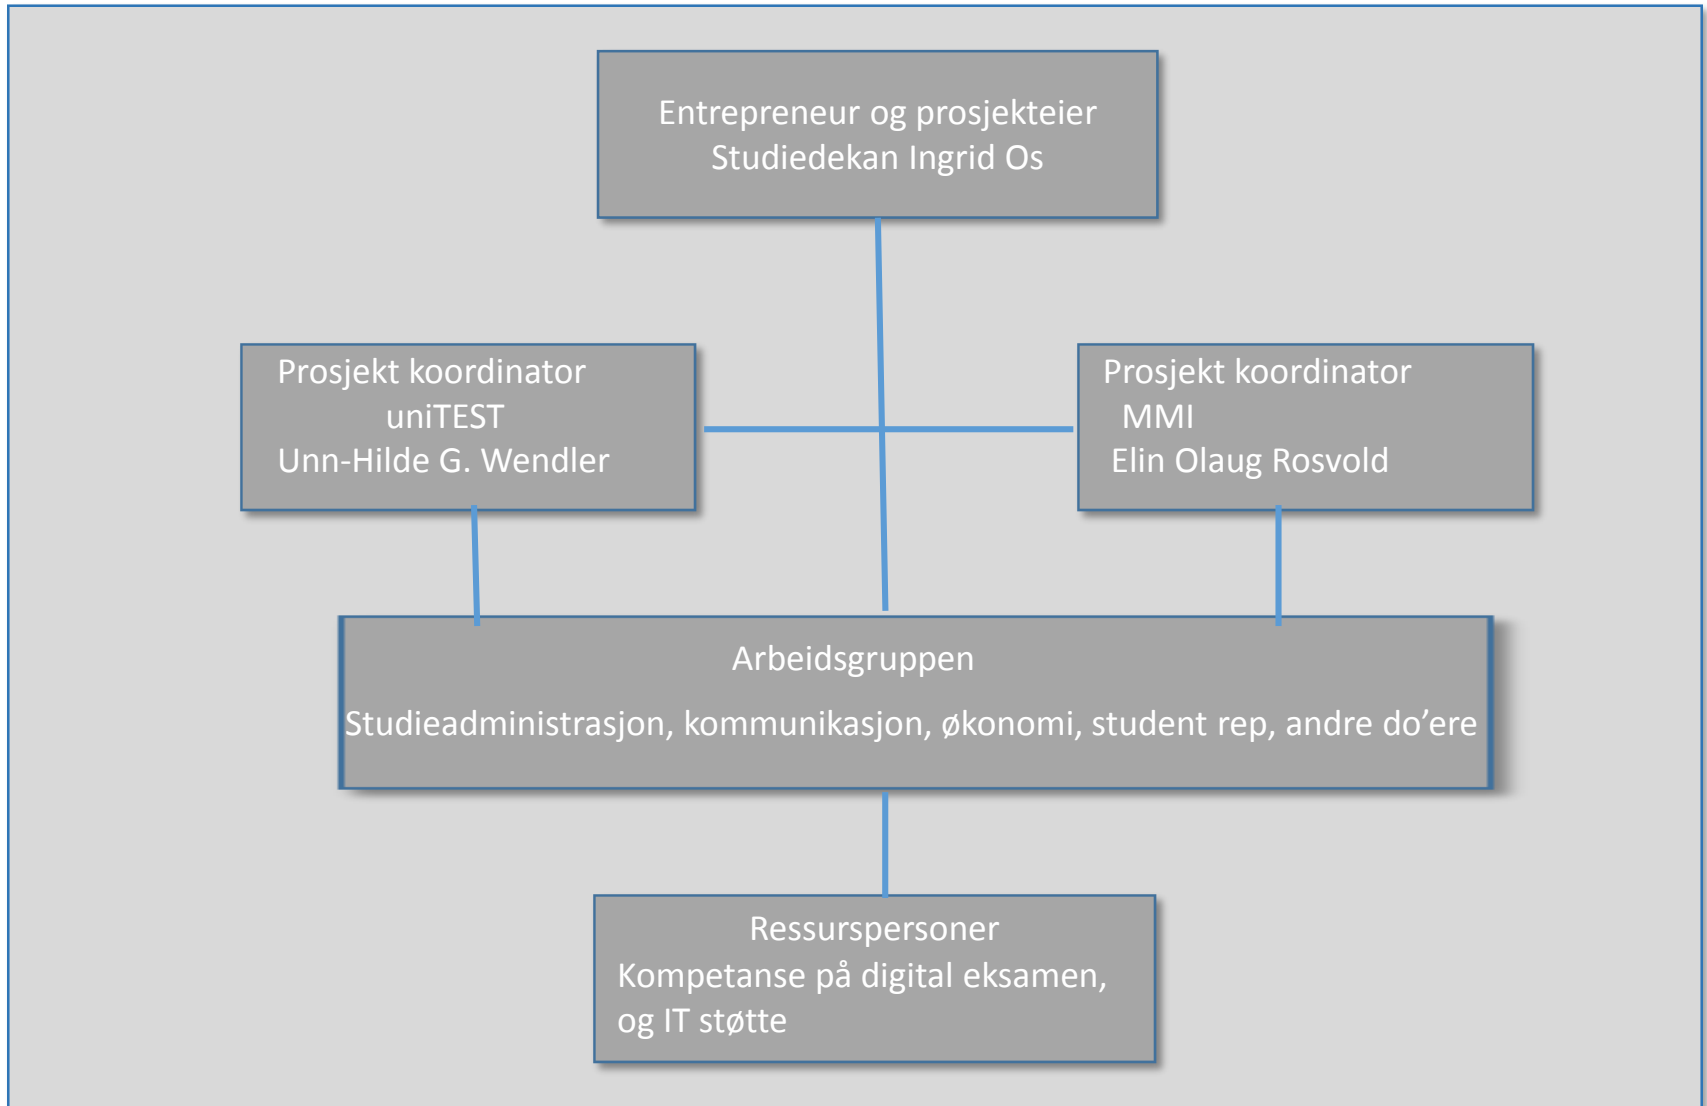 Entrepreneur og prosjekteier
Studiedekan Ingrid Os
Prosjekt koordinator
uniTEST
Unn-Hilde G. Wendler
Prosjekt koordinator
MMI
Elin Olaug Rosvold
Arbeidsgruppen
Studieadministrasjon, kommunikasjon, økonomi, student rep, andre do’ere
Ressurspersoner
Kompetanse på digital eksamen,
og IT støtte